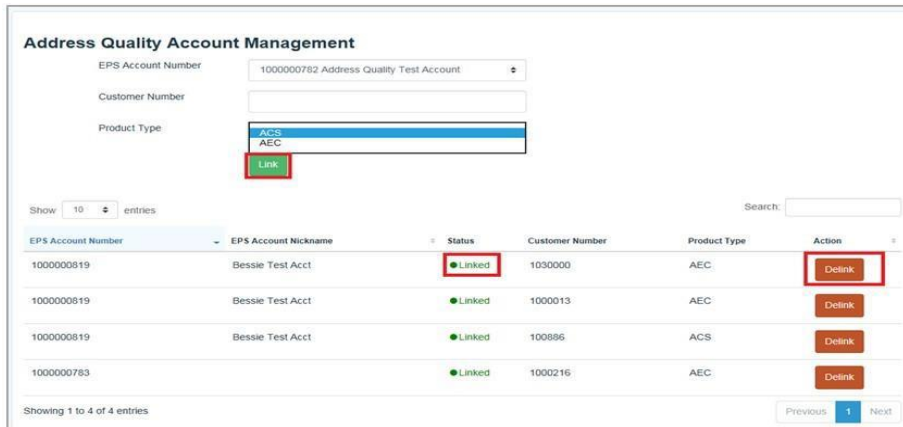 Address Quality Account Management
EPS Account Number 1000000782 Address Quality Test Account
Customer Number
Product Type
ACS
AEC
Link
Show 10 entries Search:
EPS Account Number EPS Account Nickname Status Customer Number Product Type Action
1000000819 Bessie Test Acct Linked 1030000 AEC Delink
1000000819 Bessie Test Acct Linked 1000013 AEC Delink
1000000819 Bessie Test Acct Linked 100886 ACS Delink
1000000783 Linked 1000216 AEC Delink
Showing 1 to 4 of 4 entries Previous 1 Next